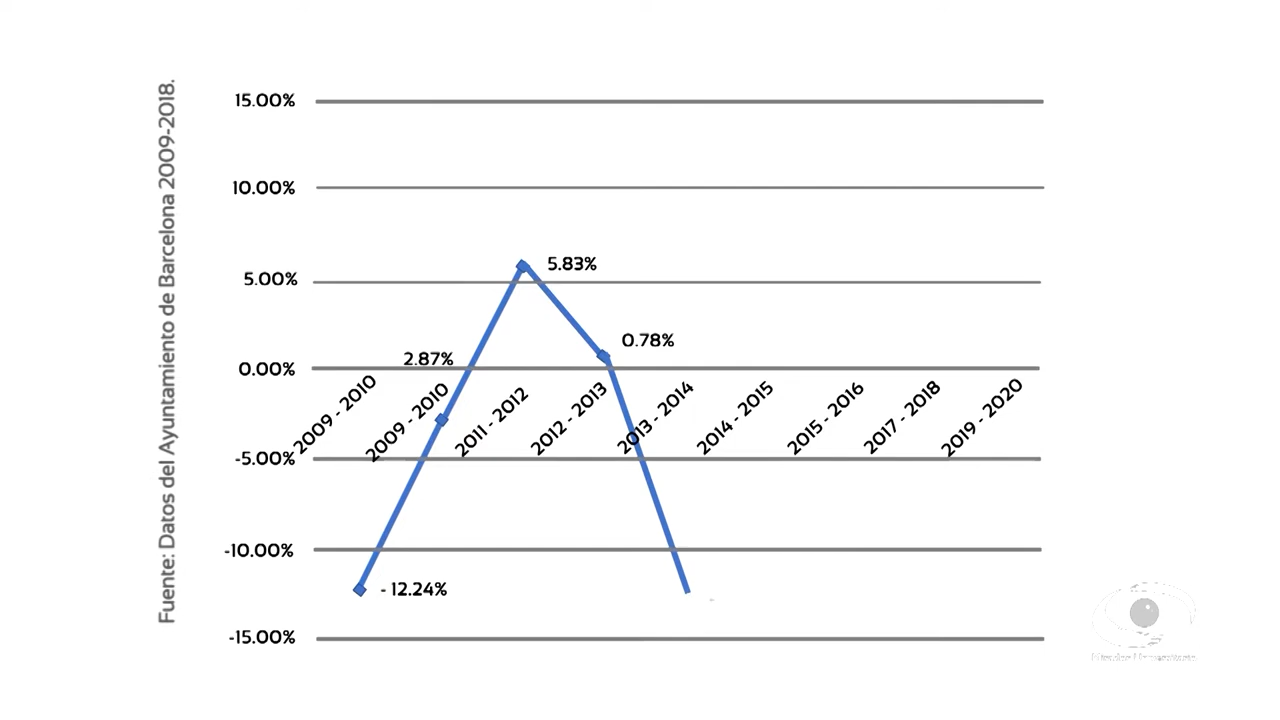 Fuente: Datos del Ayuntamiento de Barcelona 2009-2018.
15.00%
10.00%
5.00%
0.00%
-5.00%
-10.00%
-15.00%
5.83%
0.78%
2.87%
- 12.24%
2009 - 2010
2009 - 2010
2011 - 2012
2012 - 2013
2013 - 2014
2014 - 2015
2015 - 2016
2017 - 2018
2019 - 2020